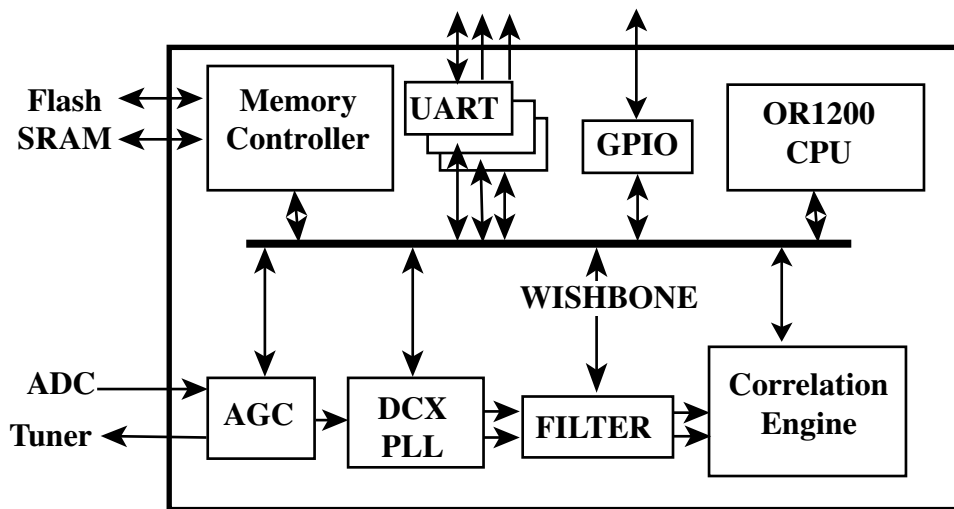 Flash
SRAM
Memory
Controller
UART
GPIO
OR1200
CPU
WISHBONE
ADC
Tuner
AGC
DCX
PLL
FILTER
Correlation
Engine